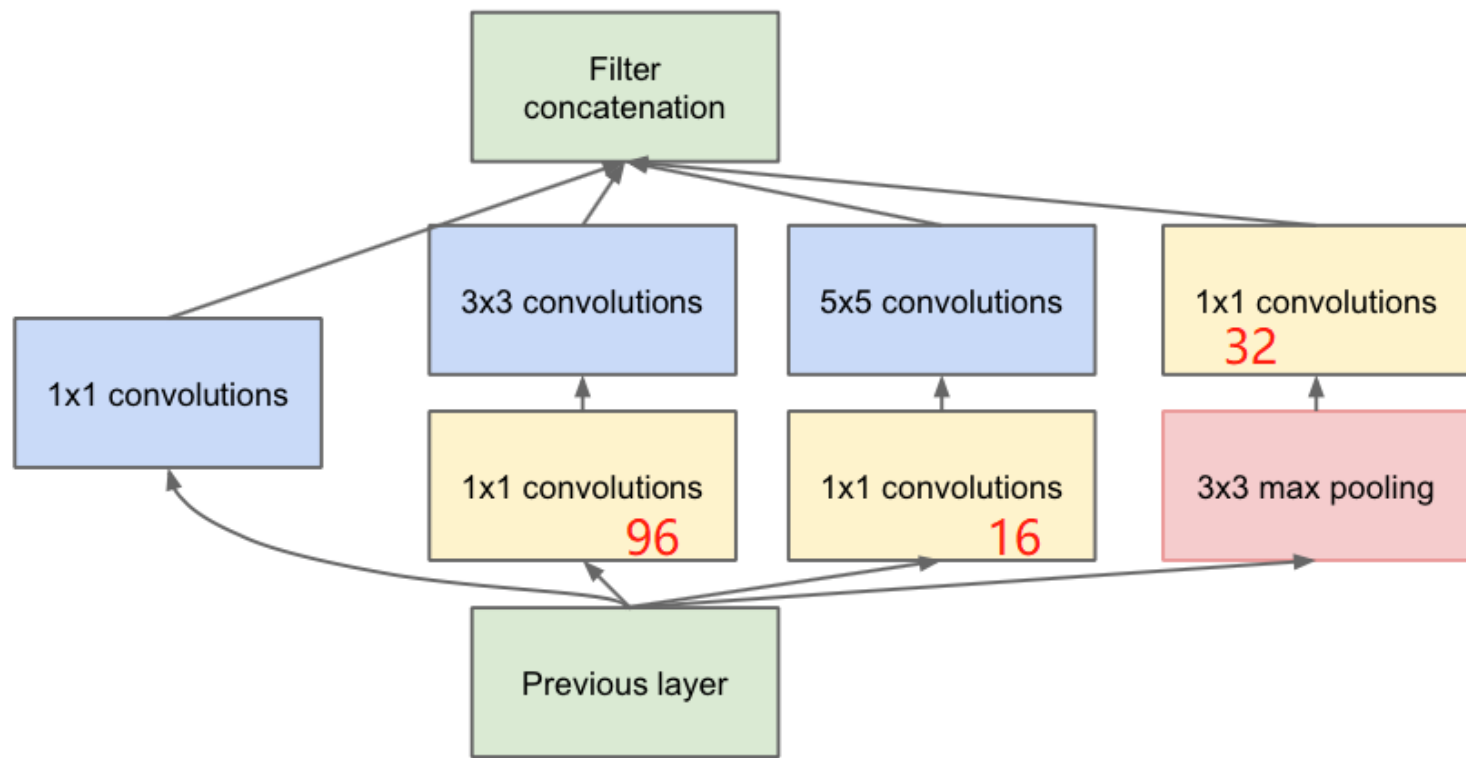 Filter
concatenation
3x3 convolutions
5x5 convolutions
1x1 convolutions
32
1x1 convolutions
1x1 convolutions
96
1x1 convolutions
16
3x3 max pooling
Previous layer